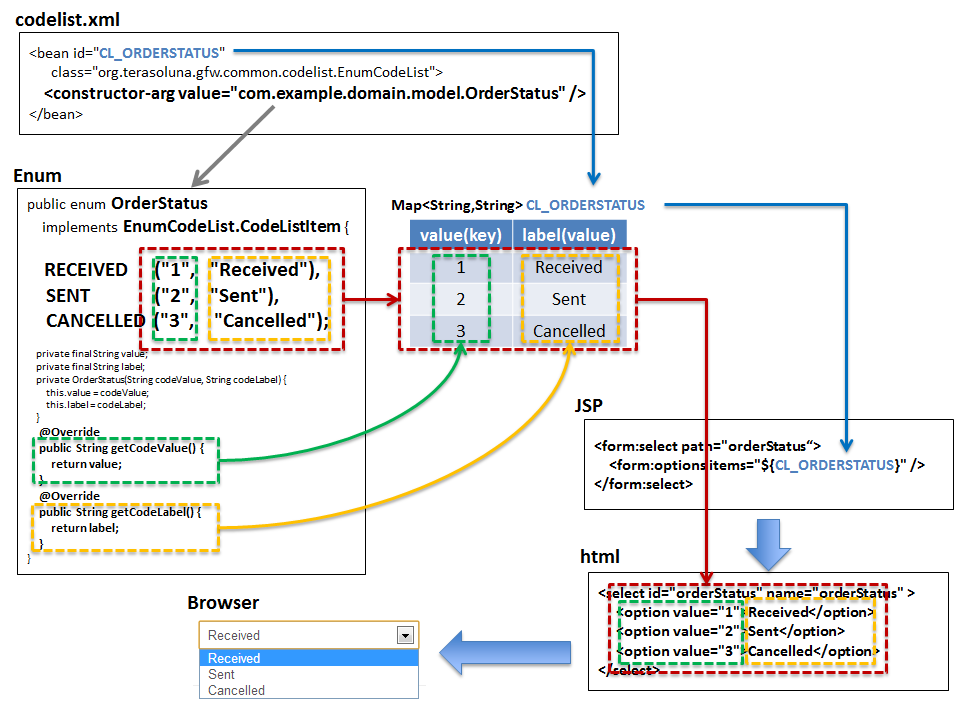 codelist.xml
<bean id="CL_ORDERSTATUS"
class="org.terasoluna.gfw.common.codelist.EnumCodeList">
<constructor-arg value="com.example.domain.model.OrderStatus" />
</bean>
Enum
public enum OrderStatus
implements EnumCodeList.CodeListItem {
RECEIVED ("1", "Received"),
SENT ("2", "Sent"),
CANCELLED ("3", "Cancelled");
private final String value;
private final String label;
private OrderStatus(String codeValue, String codeLabel) {
this.value = codeValue;
this.label = codeLabel;
}
@Override
public String getCodeValue() {
return value;
}
@Override
public String getCodeLabel() {
return label;
}
}
Map<String,String> CL_ORDERSTATUS
value(key) label(value)
1 Received
2 Sent
3 Cancelled
JSP
<form:select path="orderStatus“>
<form:options items="${CL_ORDERSTATUS}" />
</form:select>
html
<select id="orderStatus" name="orderStatus" >
<option value="1">Received</option>
<option value="2">Sent</option>
<option value="3">Cancelled</option>
</select>
Browser
Received
Received
Sent
Cancelled